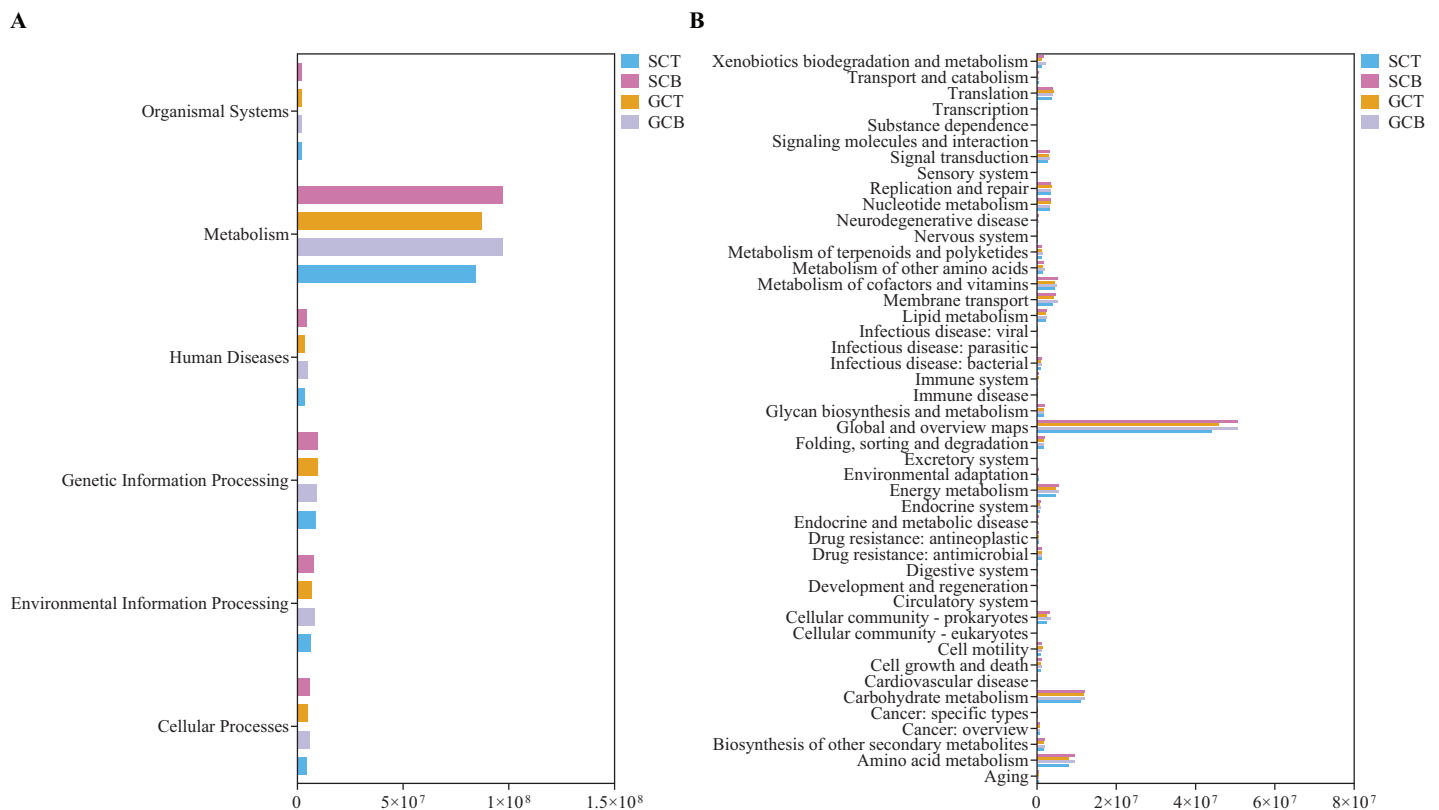 A
Organismal Systems
Metabolism
Human Diseases
Genetic Information Processing
Environmental Information Processing
Cellular Processes
0
5×10⁷
1×10⁸
1.5×10⁸
SCT
SCB
GCT
GCB
B
Xenobiotics biodegradation and metabolism
Transport and catabolism
Translation
Transcription
Substance dependence
Signaling molecules and interaction
Signal transduction
Sensory system
Replication and repair
Nucleotide metabolism
Neurodegenerative disease
Nervous system
Metabolism of terpenoids and polyketides
Metabolism of other amino acids
Metabolism of cofactors and vitamins
Membrane transport
Lipid metabolism
Infectious disease: viral
Infectious disease: parasitic
Infectious disease: bacterial
Immune system
Immune disease
Glycan biosynthesis and metabolism
Global and overview maps
Folding, sorting and degradation
Excretory system
Environmental adaptation
Energy metabolism
Endocrine system
Endocrine and metabolic disease
Drug resistance: antineoplastic
Drug resistance: antimicrobial
Digestive system
Development and regeneration
Circulatory system
Cellular community - prokaryotes
Cellular community - eukaryotes
Cell motility
Cell growth and death
Cardiovascular disease
Carbohydrate metabolism
Cancer: specific types
Cancer: overview
Biosynthesis of other secondary metabolites
Amino acid metabolism
Aging
0
2×10⁷
4×10⁷
6×10⁷
8×10⁷
SCT
SCB
GCT
GCB